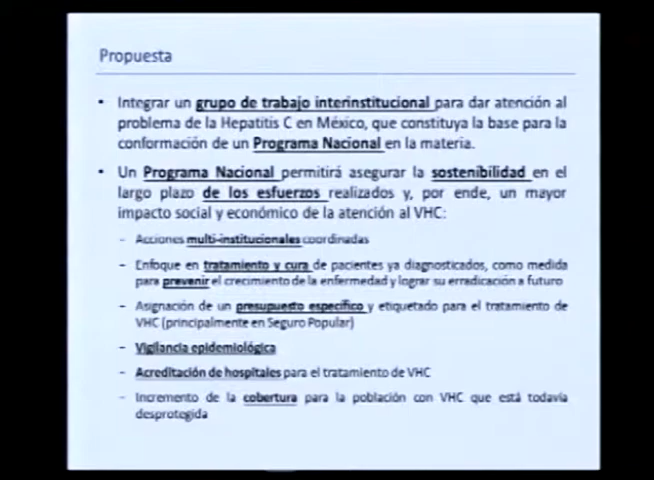 Propuesta
• Integrar un grupo de trabajo interinstitucional para dar atención al
problema de la Hepatitis C en México, que constituya la base para la
conformación de un Programa Nacional en la materia.
• Un Programa Nacional permitirá asegurar la sostenibilidad en el
largo plazo de los esfuerzos realizados y, por ende, un mayor
impacto social y económico de la atención al VHC:
- Acciones multi-institucionales coordinadas
- Enfoque en tratamiento y cura de pacientes ya diagnosticados, como medida
para prevenir el crecimiento de la enfermedad y lograr su erradicación a futuro
- Asignación de un presupuesto específico y etiquetado para el tratamiento de
VHC (principalmente en Seguro Popular)
- Vigilancia epidemiológica
- Acreditación de hospitales para el tratamiento de VHC
- Incremento de la cobertura para la población con VHC que está todavía
desprotegida